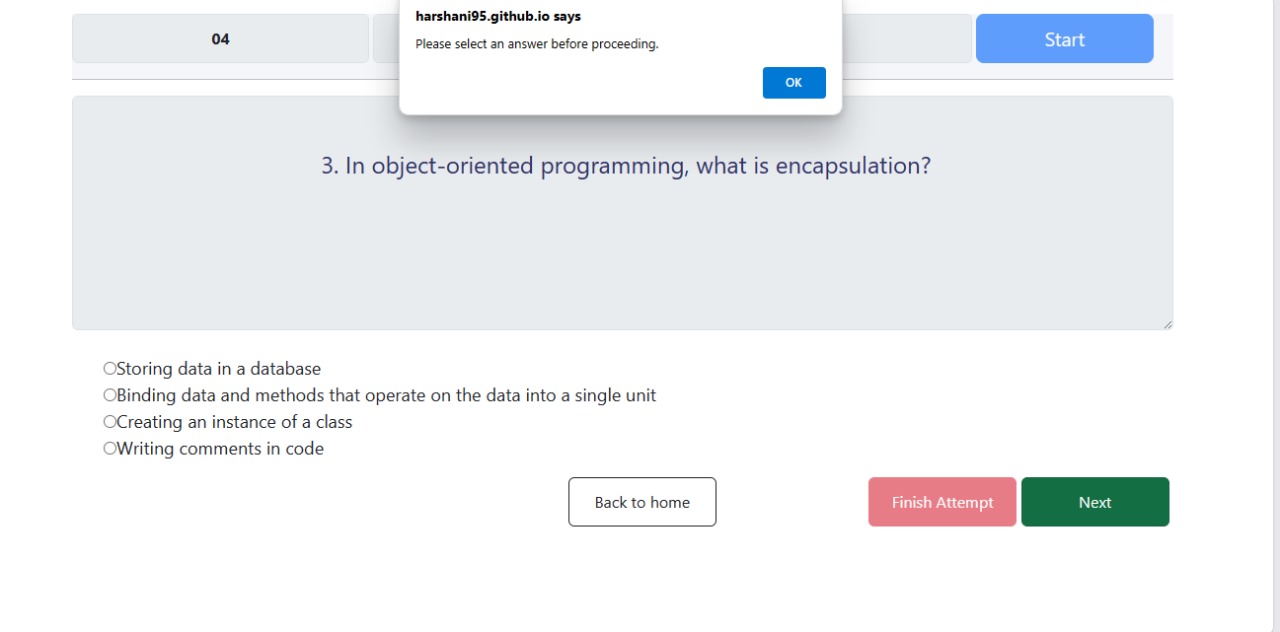 harshani95.github.io says
Please select an answer before proceeding.
OK
04
Start
3. In object-oriented programming, what is encapsulation?
Storing data in a database
Binding data and methods that operate on the data into a single unit
Creating an instance of a class
Writing comments in code
Back to home
Finish Attempt
Next